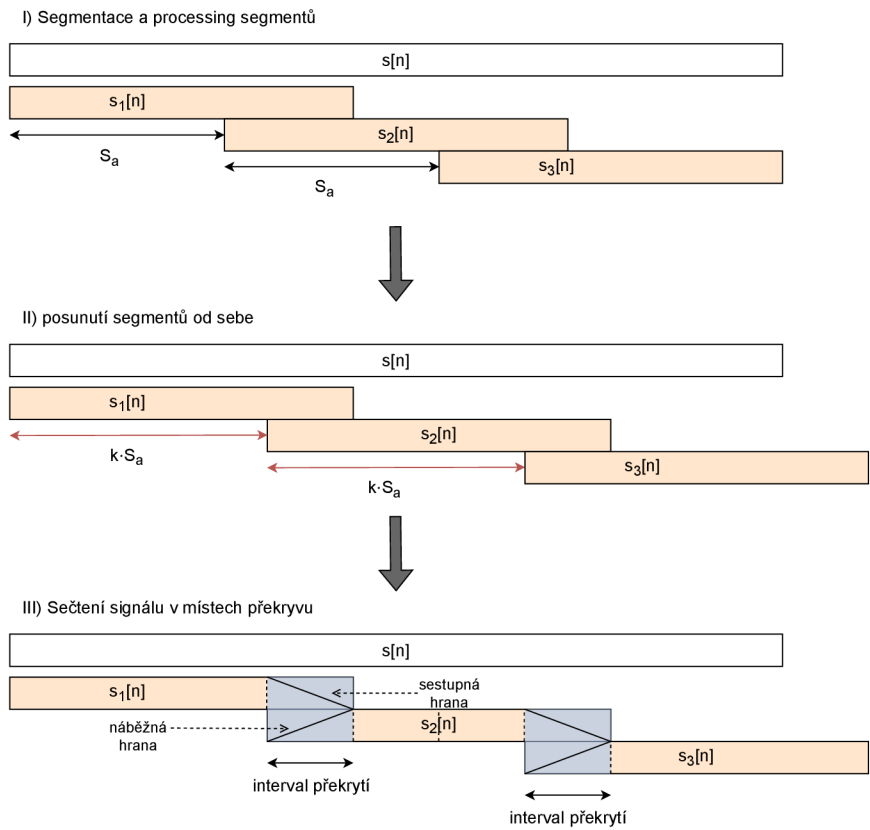 I) Segmentace a processing segmentů
s[n]
s₁[n]
s₂[n]
Sₐ
s₃[n]
Sₐ
II) posunutí segmentů od sebe
s[n]
s₁[n]
s₂[n]
k·Sₐ
s₃[n]
k·Sₐ
III) Sečtení signálu v místech překryvu
s[n]
s₁[n]
sestupná
hrana
náběžná
hrana
s₂[n]
s₃[n]
interval překrytí
interval překrytí